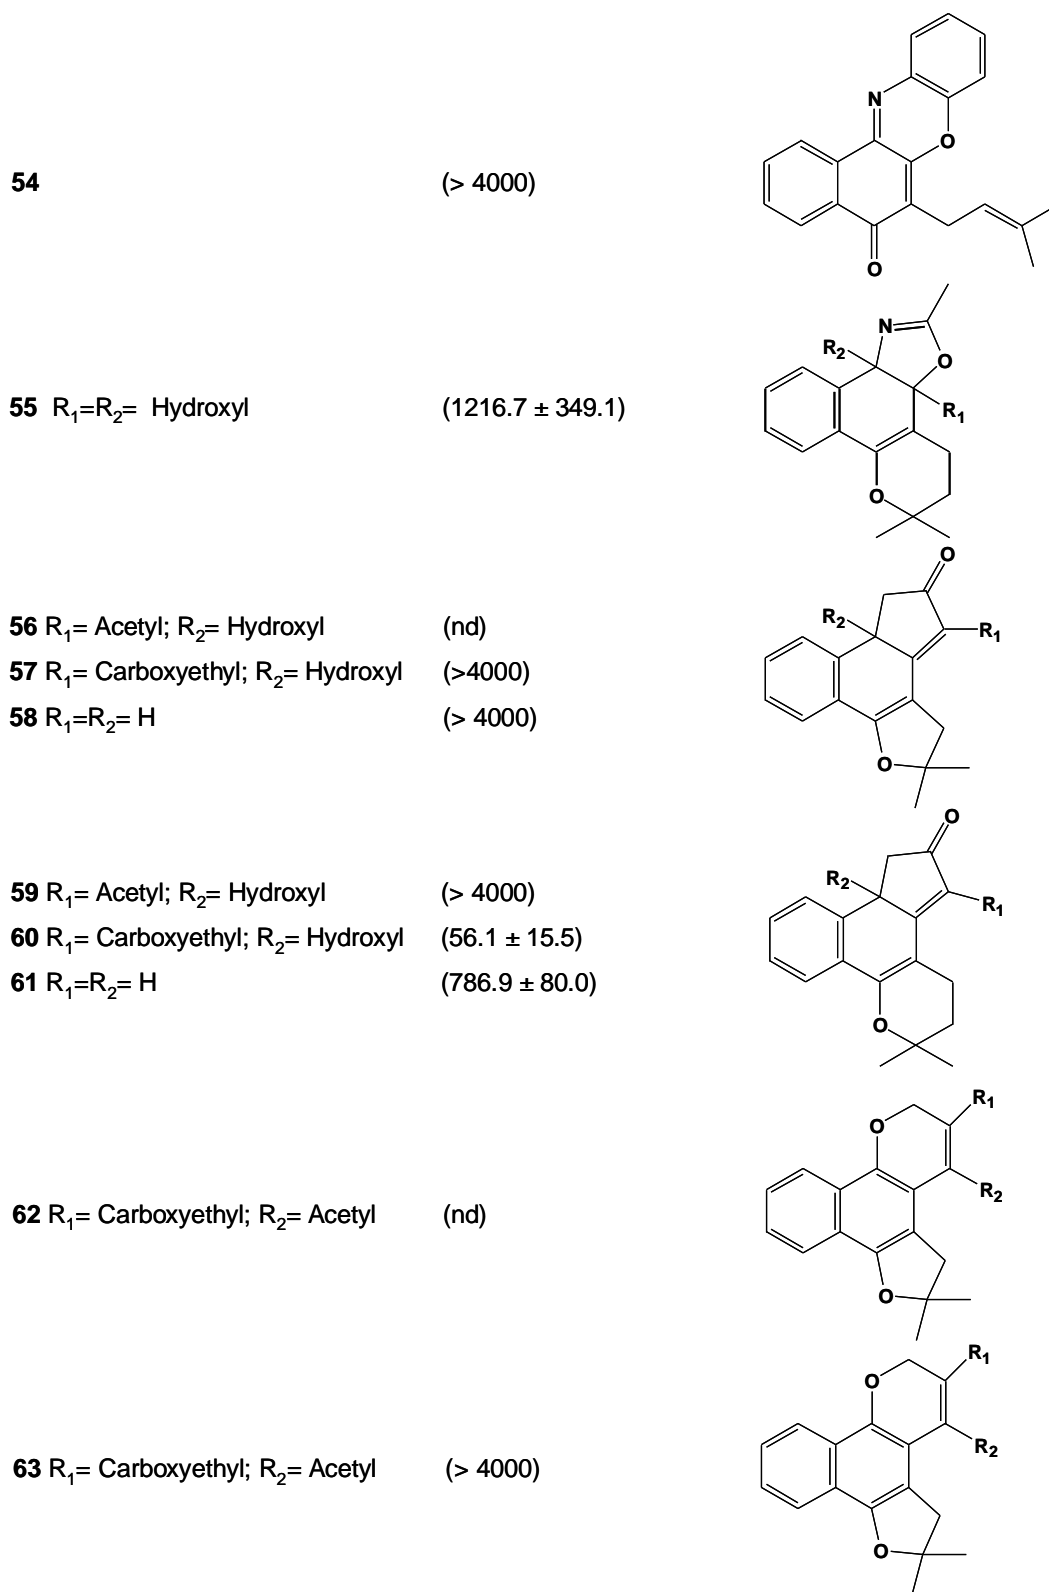 N
O
54 (> 4000)
O
N
R2 O
55 R1=R2= Hydroxyl (1216.7 ± 349.1) R1
O
O
56 R1= Acetyl; R2= Hydroxyl (nd) R2 R1
57 R1= Carboxyethyl; R2= Hydroxyl (>4000)
58 R1=R2= H (> 4000)
O
O
59 R1= Acetyl; R2= Hydroxyl (> 4000) R2 R1
60 R1= Carboxyethyl; R2= Hydroxyl (56.1 ± 15.5)
61 R1=R2= H (786.9 ± 80.0)
O
R1
O
R2
62 R1= Carboxyethyl; R2= Acetyl (nd)
O
R1
O
R2
63 R1= Carboxyethyl; R2= Acetyl (> 4000)
O